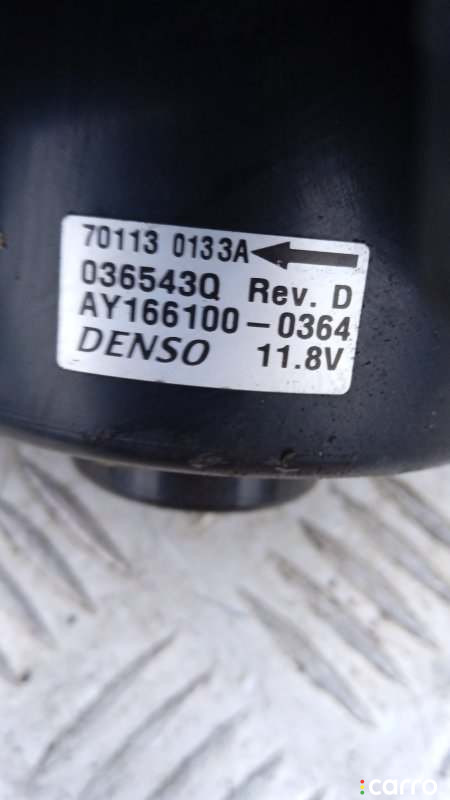 70113 0133A
036543Q Rev. D
AY166100-0364
DENSO 11.8V
carro